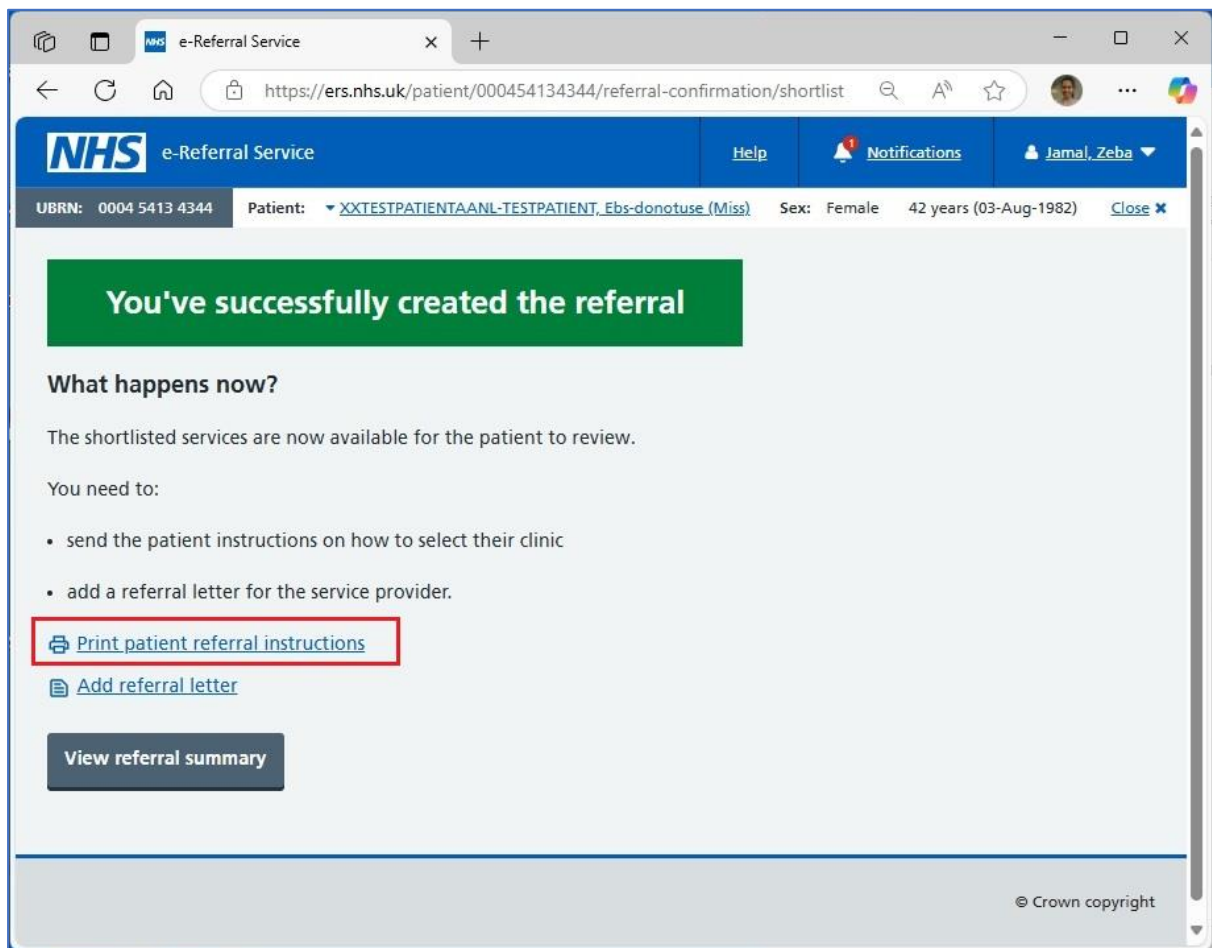 NHS e-Referral Service
https://ers.nhs.uk/patient/000454134344/referral-confirmation/shortlist
NHS e-Referral Service Help 1 Notifications Jamal, Zeba
UBRN: 0004 5413 4344 Patient: XXTESTPATIENTAANL-TESTPATIENT, Ebs-donotuse (Miss) Sex: Female 42 years (03-Aug-1982) Close
You've successfully created the referral
What happens now?
The shortlisted services are now available for the patient to review.
You need to:
• send the patient instructions on how to select their clinic
• add a referral letter for the service provider.
Print patient referral instructions
Add referral letter
View referral summary
© Crown copyright